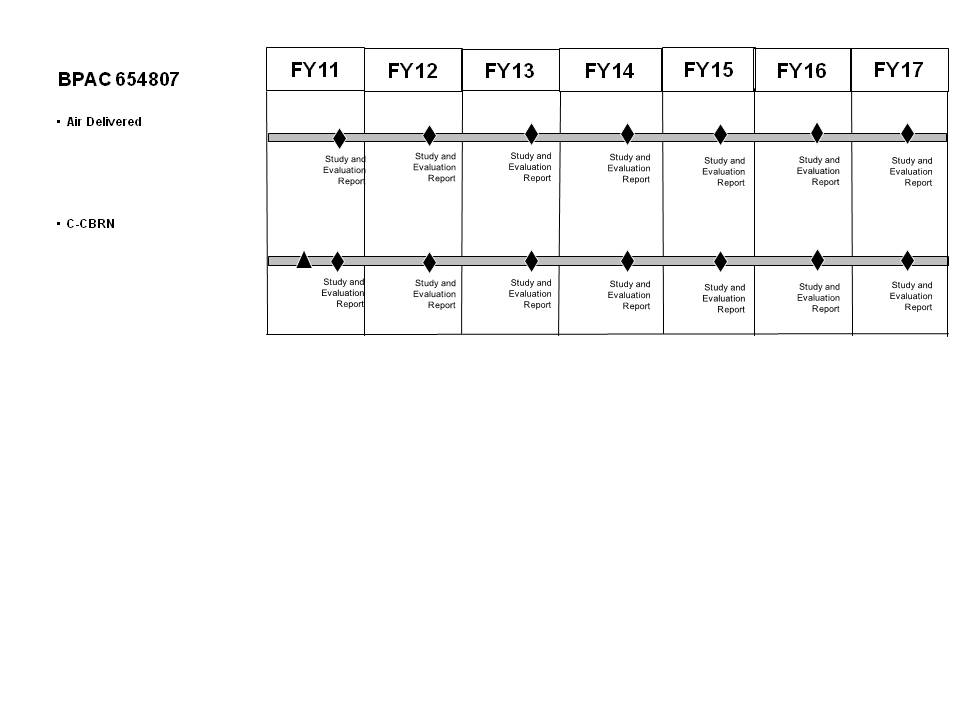 BPAC 654807
FY11 FY12 FY13 FY14 FY15 FY16 FY17
▪ Air Delivered
Study and
Evaluation
Report
Study and
Evaluation
Report
Study and
Evaluation
Report
Study and
Evaluation
Report
Study and
Evaluation
Report
Study and
Evaluation
Report
Study and
Evaluation
Report
▪ C-CBRN
Study and
Evaluation
Report
Study and
Evaluation
Report
Study and
Evaluation
Report
Study and
Evaluation
Report
Study and
Evaluation
Report
Study and
Evaluation
Report
Study and
Evaluation
Report